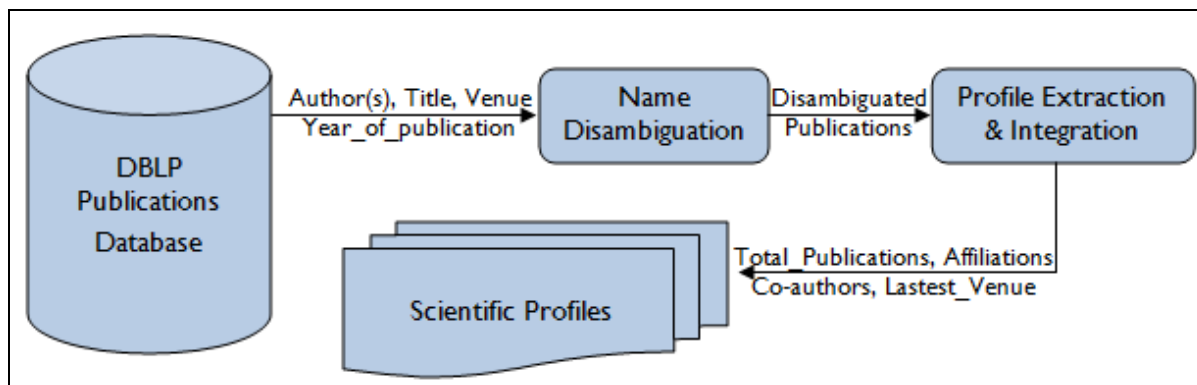 DBLP
Publications
Database
Author(s), Title, Venue
Year_of_publication
Name
Disambiguation
Disambiguated
Publications
Profile Extraction
& Integration
Total_Publications, Affiliations
Co-authors, Lastest_Venue
Scientific Profiles